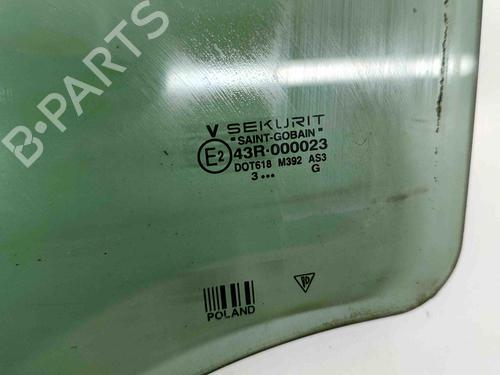 B-PARTS
V SEKURIT
"SAINT-GOBAIN"
E2 43R-000023
DOT618 M392 AS3
3... G
POLAND